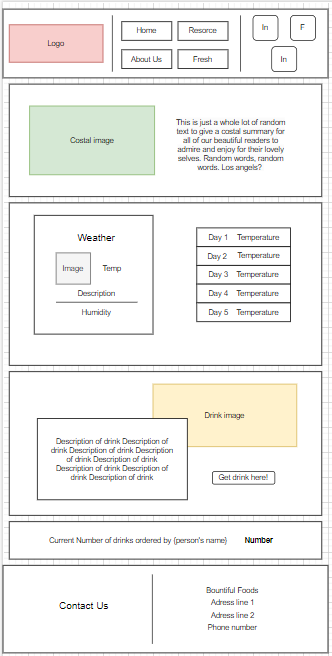 Logo
Home
Resorce
About Us
Fresh
In
F
In
Costal image
This is just a whole lot of random
text to give a costal summary for
all of our beautiful readers to
admire and enjoy for their lovely
selves. Random words, random
words. Los angels?
Weather
Image
Temp
Description
Humidity
Day 1 Temperature
Day 2 Temperature
Day 3 Temperature
Day 4 Temperature
Day 5 Temperature
Drink image
Description of drink Description of
drink Description of drink Description
of drink Description of drink
Description of drink Description of
drink Description of drink
Get drink here!
Current Number of drinks ordered by {person's name} Number
Contact Us
Bountiful Foods
Adress line 1
Adress line 2
Phone number